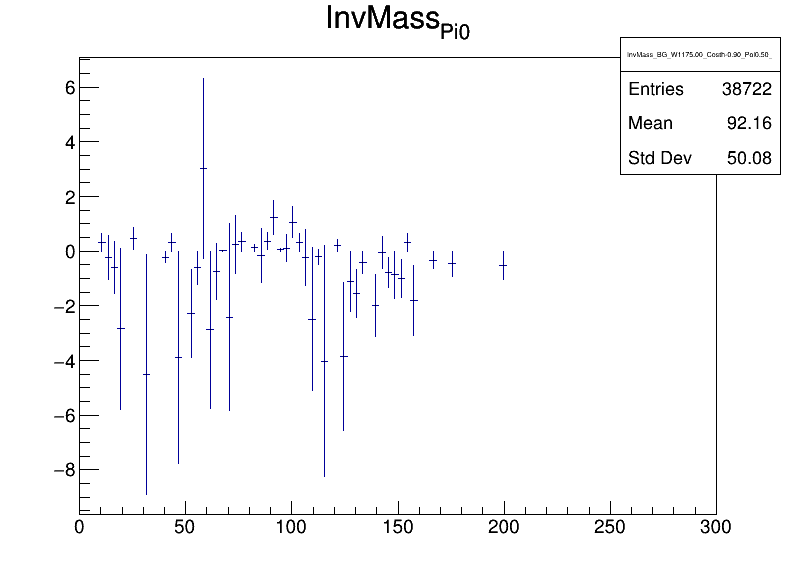 InvMass_Pi0
InvMass_BG_W1175.00_Costh-0.90_Pol0.50_
Entries 38722
Mean 92.16
Std Dev 50.08
6
4
2
0
−2
−4
−6
−8
0 50 100 150 200 250 300